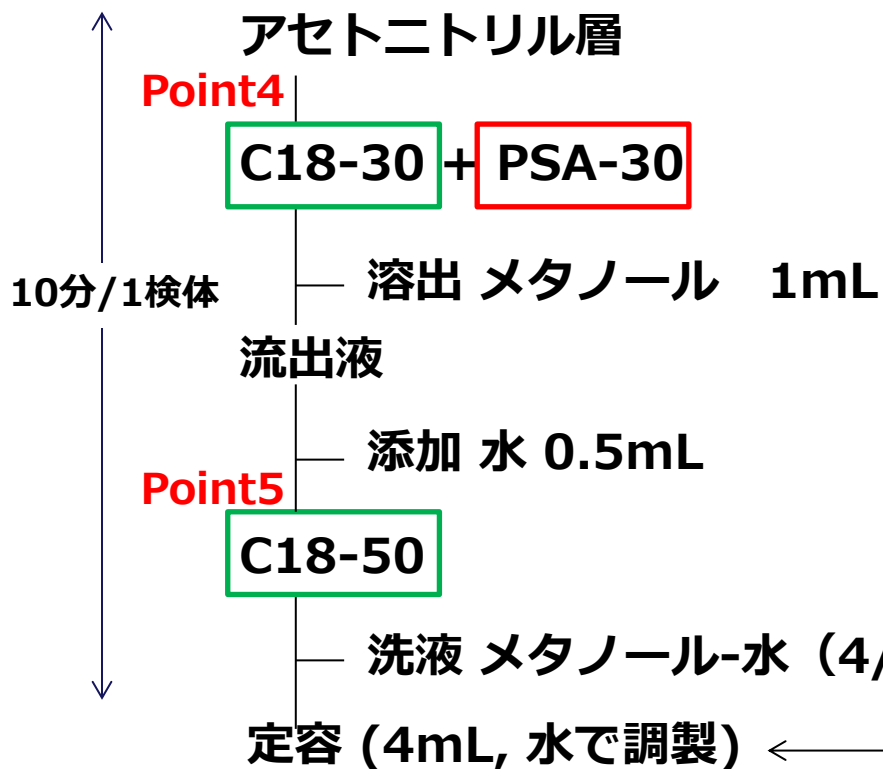 アセトニトリル層
Point4
C18-30 + PSA-30
溶出 メタノール 1mL
10分/1検体
流出液
添加 水 0.5mL
Point5
C18-50
洗液 メタノール-水（4/
定容 (4mL, 水で調製)